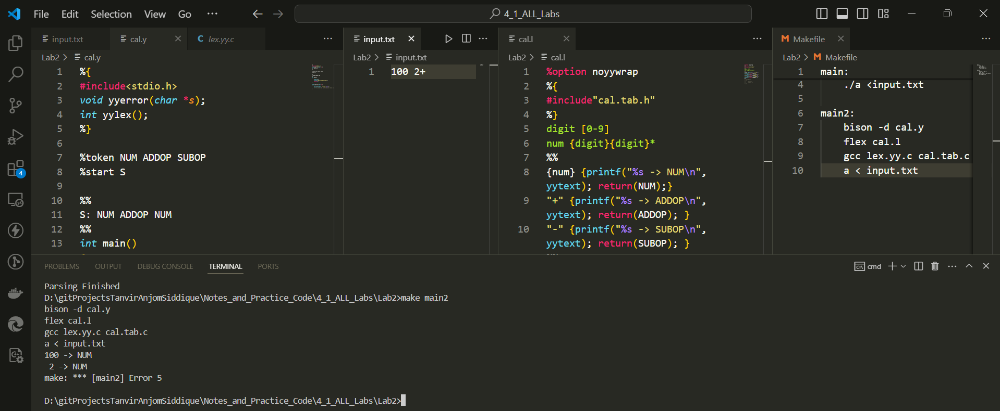 File Edit Selection View Go ··· 4_1_ALL_Labs
input.txt cal.y lex.yy.c
Lab2 > cal.y
1 %{
2 #include<stdio.h>
3 void yyerror(char *s);
4 int yylex();
5 %}
6
7 %token NUM ADDOP SUBOP
8 %start S
9
10 %%
11 S: NUM ADDOP NUM
12 %%
13 int main()
input.txt
Lab2 > input.txt
1 100 2+
cal.l
Lab2 > cal.l
1 %option noyywrap
2 %{
3 #include"cal.tab.h"
4 %}
5 digit [0-9]
6 num {digit}{digit}*
7 %%
8 {num} {printf("%s -> NUM\n",
yytext); return(NUM);}
9 "+" {printf("%s -> ADDOP\n",
yytext); return(ADDOP); }
10 "-" {printf("%s -> SUBOP\n",
yytext); return(SUBOP); }
Makefile
Lab2 > Makefile
1 main:
4 ./a <input.txt
5
6 main2:
7 bison -d cal.y
8 flex cal.l
9 gcc lex.yy.c cal.tab.c
10 a < input.txt
4
PROBLEMS OUTPUT DEBUG CONSOLE TERMINAL PORTS cmd
Parsing Finished
D:\gitProjectsTanvirAnjomSiddique\Notes_and_Practice_Code\4_1_ALL_Labs\Lab2>make main2
bison -d cal.y
flex cal.l
gcc lex.yy.c cal.tab.c
a < input.txt
100 -> NUM
 2 -> NUM
make: *** [main2] Error 5
D:\gitProjectsTanvirAnjomSiddique\Notes_and_Practice_Code\4_1_ALL_Labs\Lab2>